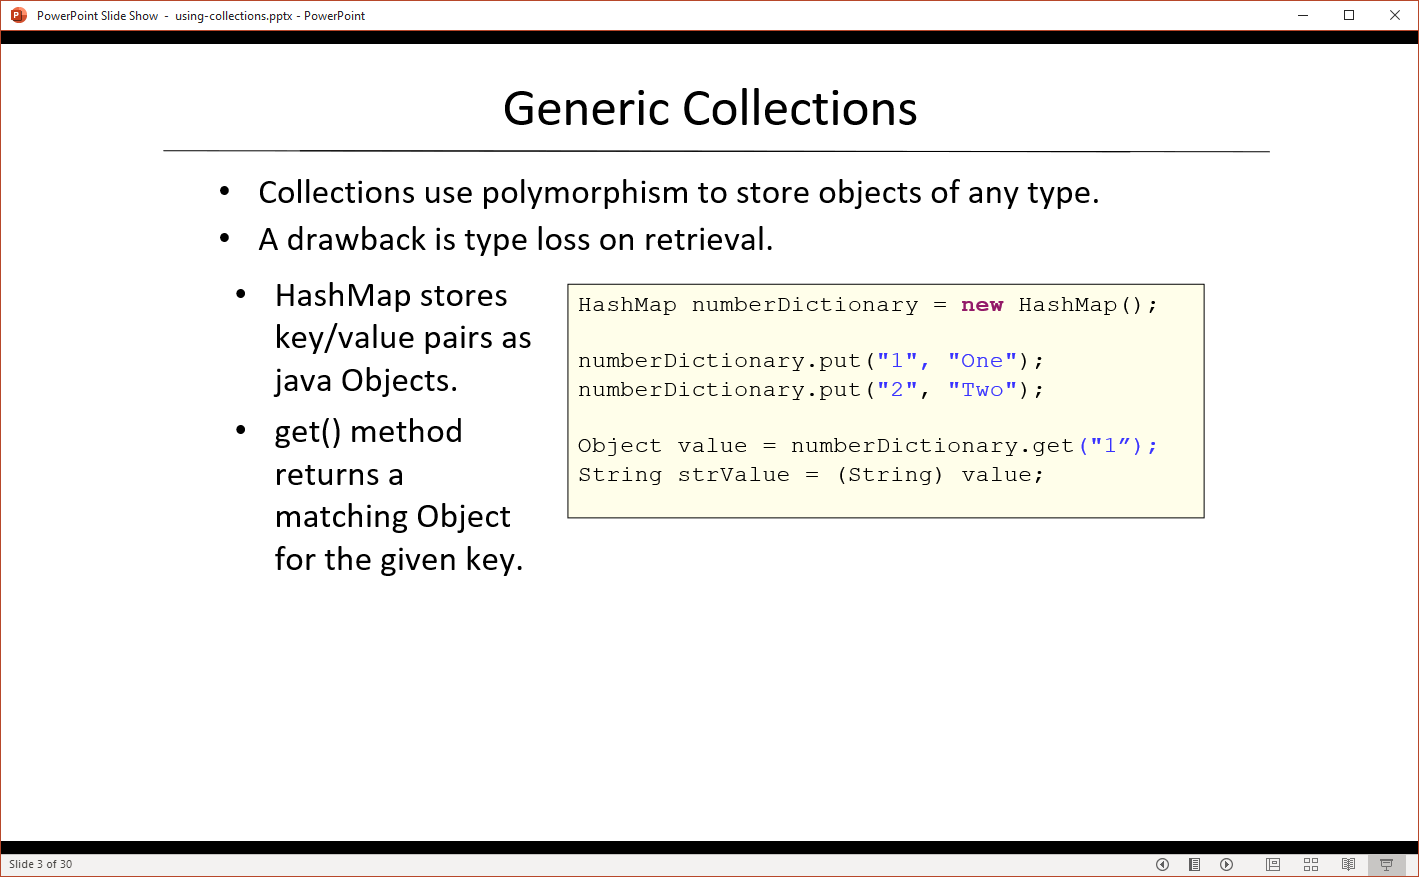 PowerPoint Slide Show - using-collections.pptx - PowerPoint
Generic Collections
• Collections use polymorphism to store objects of any type.
• A drawback is type loss on retrieval.
• HashMap stores
key/value pairs as
java Objects.
• get() method
returns a
matching Object
for the given key.
HashMap numberDictionary = new HashMap();
numberDictionary.put("1", "One");
numberDictionary.put("2", "Two");
Object value = numberDictionary.get("1”);
String strValue = (String) value;
Slide 3 of 30